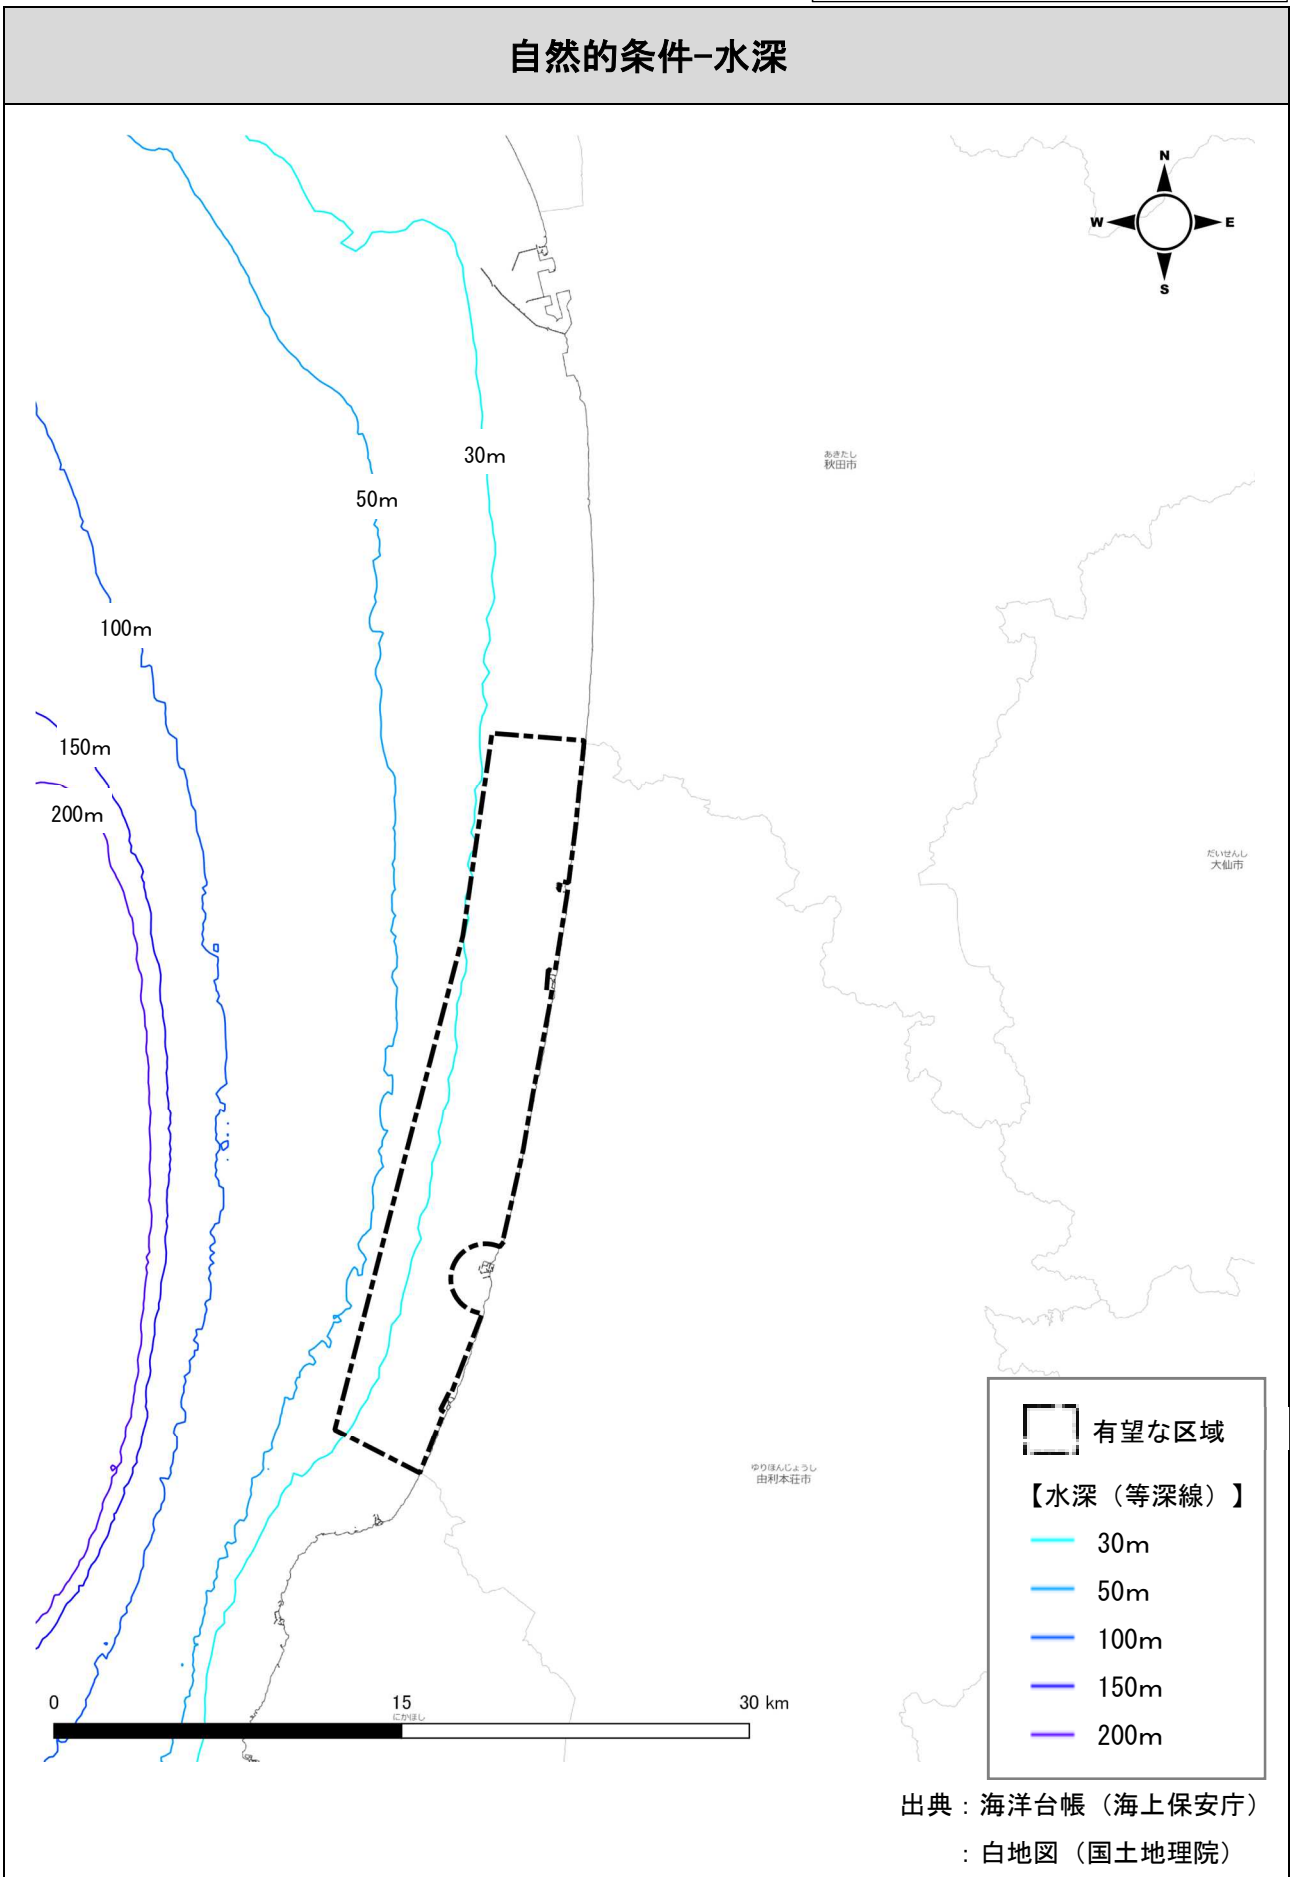 自然的条件-水深
N
W
E
S
30m
50m
100m
150m
200m
あきたし
秋田市
だいせんし
大仙市
ゆりほんじょうし
由利本荘市
にかほし
0 15 30 km
有望な区域
【水深（等深線）】
30m
50m
100m
150m
200m
出典：海洋台帳（海上保安庁）
：白地図（国土地理院）